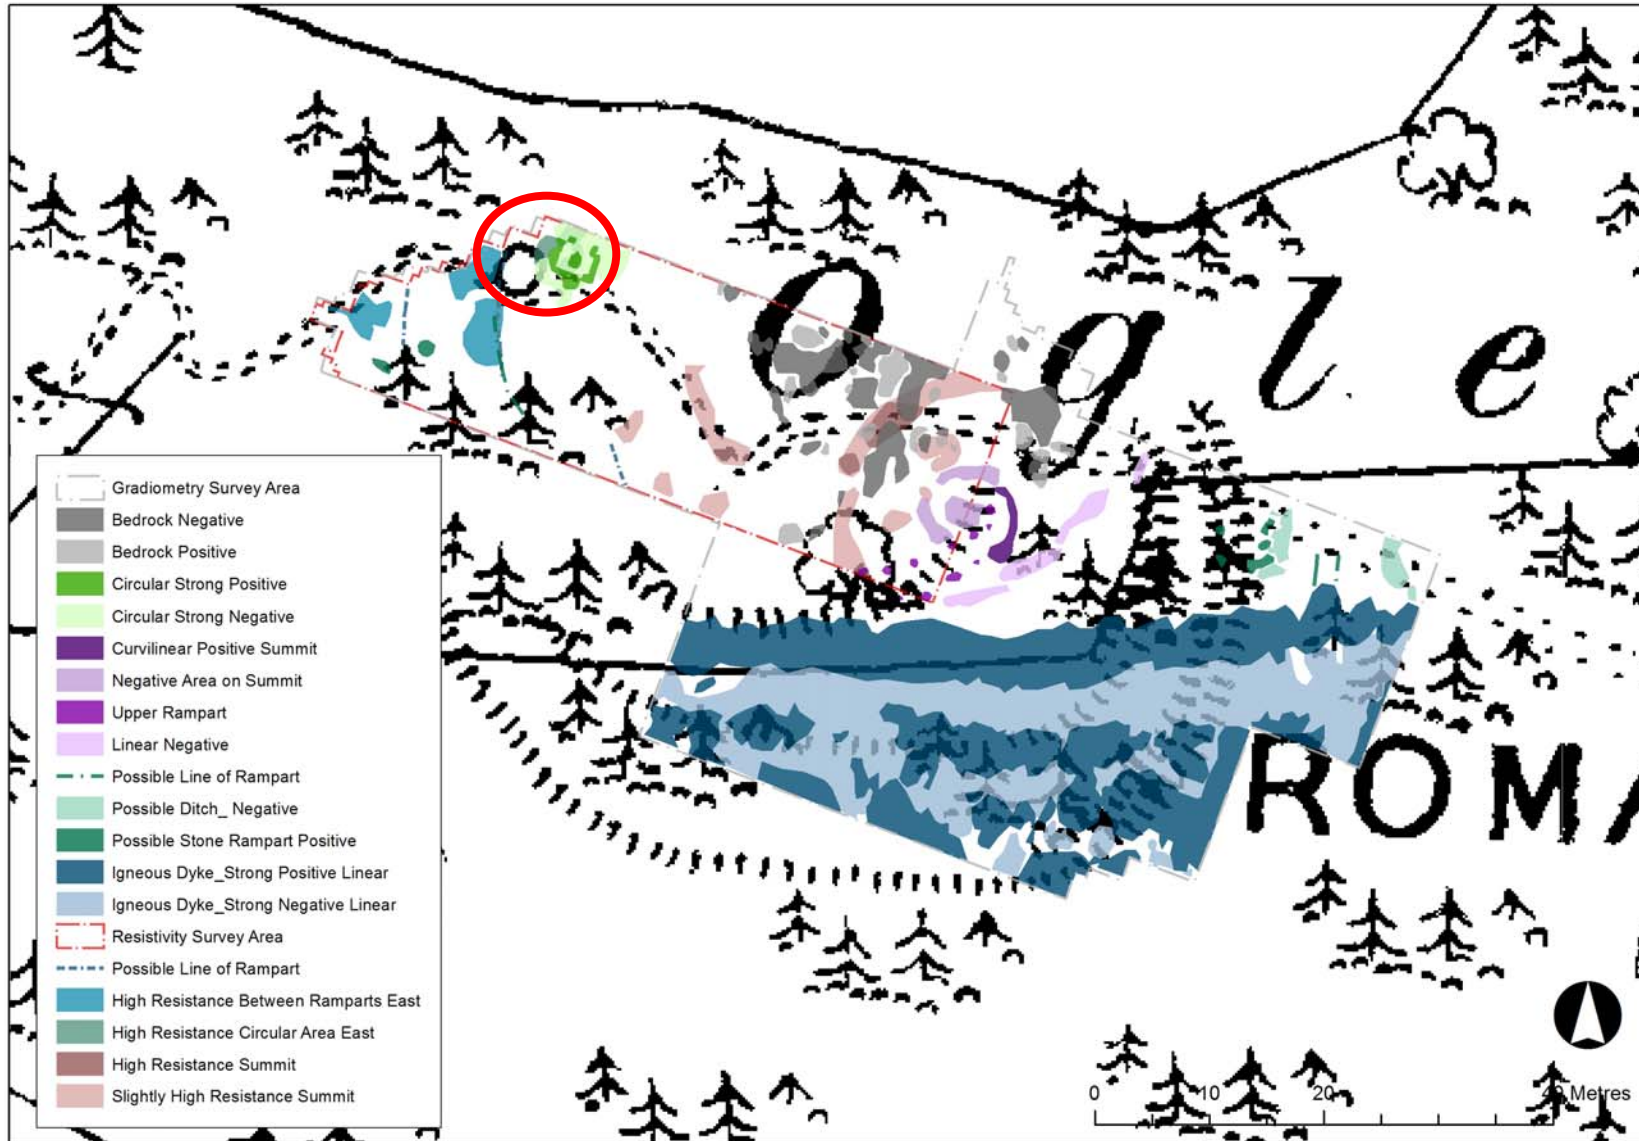 Ogle
ROMA
Gradiometry Survey Area
Bedrock Negative
Bedrock Positive
Circular Strong Positive
Circular Strong Negative
Curvilinear Positive Summit
Negative Area on Summit
Upper Rampart
Linear Negative
Possible Line of Rampart
Possible Ditch_ Negative
Possible Stone Rampart Positive
Igneous Dyke_Strong Positive Linear
Igneous Dyke_Strong Negative Linear
Resistivity Survey Area
Possible Line of Rampart
High Resistance Between Ramparts East
High Resistance Circular Area East
High Resistance Summit
Slightly High Resistance Summit
0 10 20 40 Metres